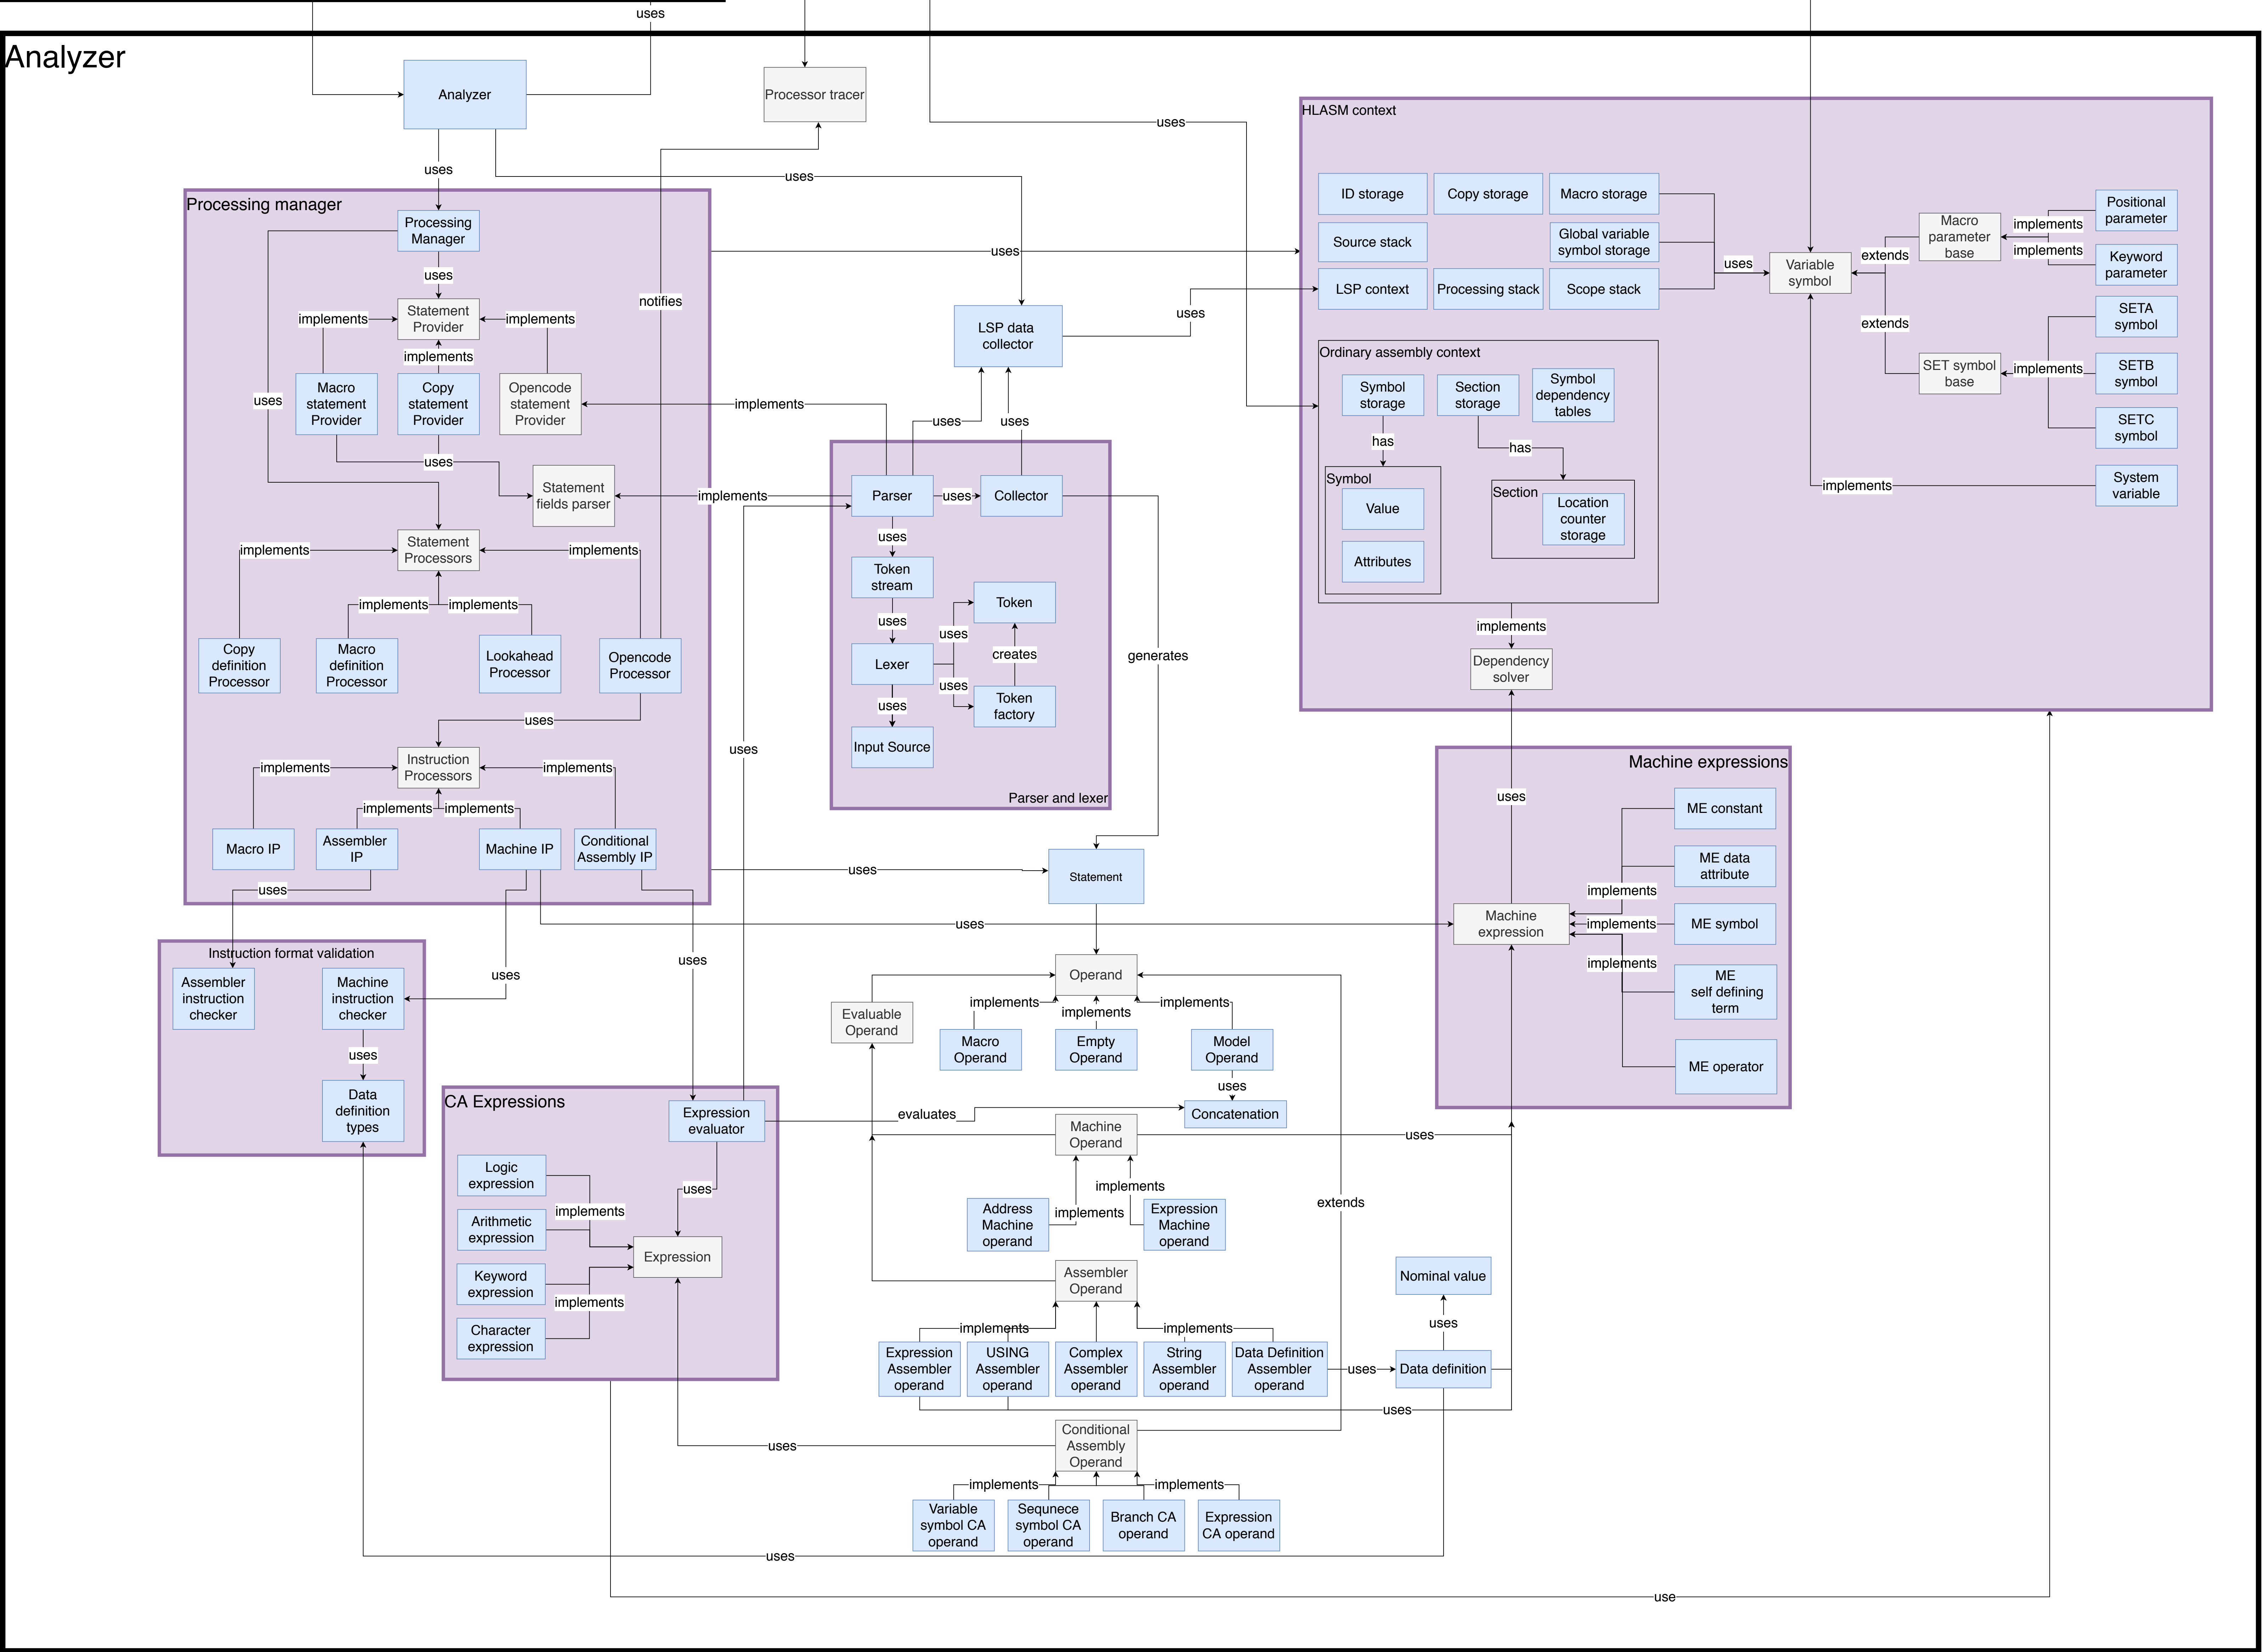 uses
Analyzer
Analyzer
Processor tracer
uses
uses
uses
HLASM context
Processing manager
Processing
Manager
uses
uses
Statement
Provider
implements
implements
implements
notifies
Macro
statement
Provider
Copy
statement
Provider
Opencode
statement
Provider
uses
uses
Statement
fields parser
Statement
Processors
implements
implements
implements
implements
Copy
definition
Processor
Macro
definition
Processor
Lookahead
Processor
Opencode
Processor
uses
Instruction
Processors
implements
implements
implements
implements
Macro IP
Assembler
IP
Machine IP
Conditional
Assembly IP
uses
uses
uses
Instruction format validation
Assembler
instruction
checker
Machine
instruction
checker
uses
Data
definition
types
uses
LSP data
collector
uses
implements
uses
uses
implements
Parser
uses
Collector
uses
Token
stream
uses
Lexer
uses
Input Source
uses
uses
Token
creates
Token
factory
Parser and lexer
uses
generates
uses
Statement
uses
ID storage
Copy storage
Macro storage
Source stack
Global variable
symbol storage
LSP context
Processing stack
Scope stack
uses
Variable
symbol
extends
extends
Macro
parameter
base
implements
implements
Positional
parameter
Keyword
parameter
SET symbol
base
implements
SETA
symbol
SETB
symbol
SETC
symbol
implements
System
variable
Ordinary assembly context
Symbol
storage
Section
storage
Symbol
dependency
tables
has
has
Symbol
Value
Attributes
Section
Location
counter
storage
implements
Dependency
solver
uses
Machine expressions
Machine
expression
implements
implements
implements
ME constant
ME data
attribute
ME symbol
ME
self defining
term
ME operator
Operand
Evaluable
Operand
implements
implements
implements
Macro
Operand
Empty
Operand
Model
Operand
uses
Concatenation
evaluates
CA Expressions
Expression
evaluator
uses
Logic
expression
Arithmetic
expression
Keyword
expression
Character
expression
implements
implements
Expression
Machine
Operand
uses
implements
implements
Address
Machine
operand
Expression
Machine
operand
extends
Assembler
Operand
implements
implements
Expression
Assembler
operand
USING
Assembler
operand
Complex
Assembler
operand
String
Assembler
operand
Data Definition
Assembler
operand
uses
Data definition
uses
Nominal value
uses
Conditional
Assembly
Operand
uses
implements
implements
Variable
symbol CA
operand
Sequnece
symbol CA
operand
Branch CA
operand
Expression
CA operand
uses
use